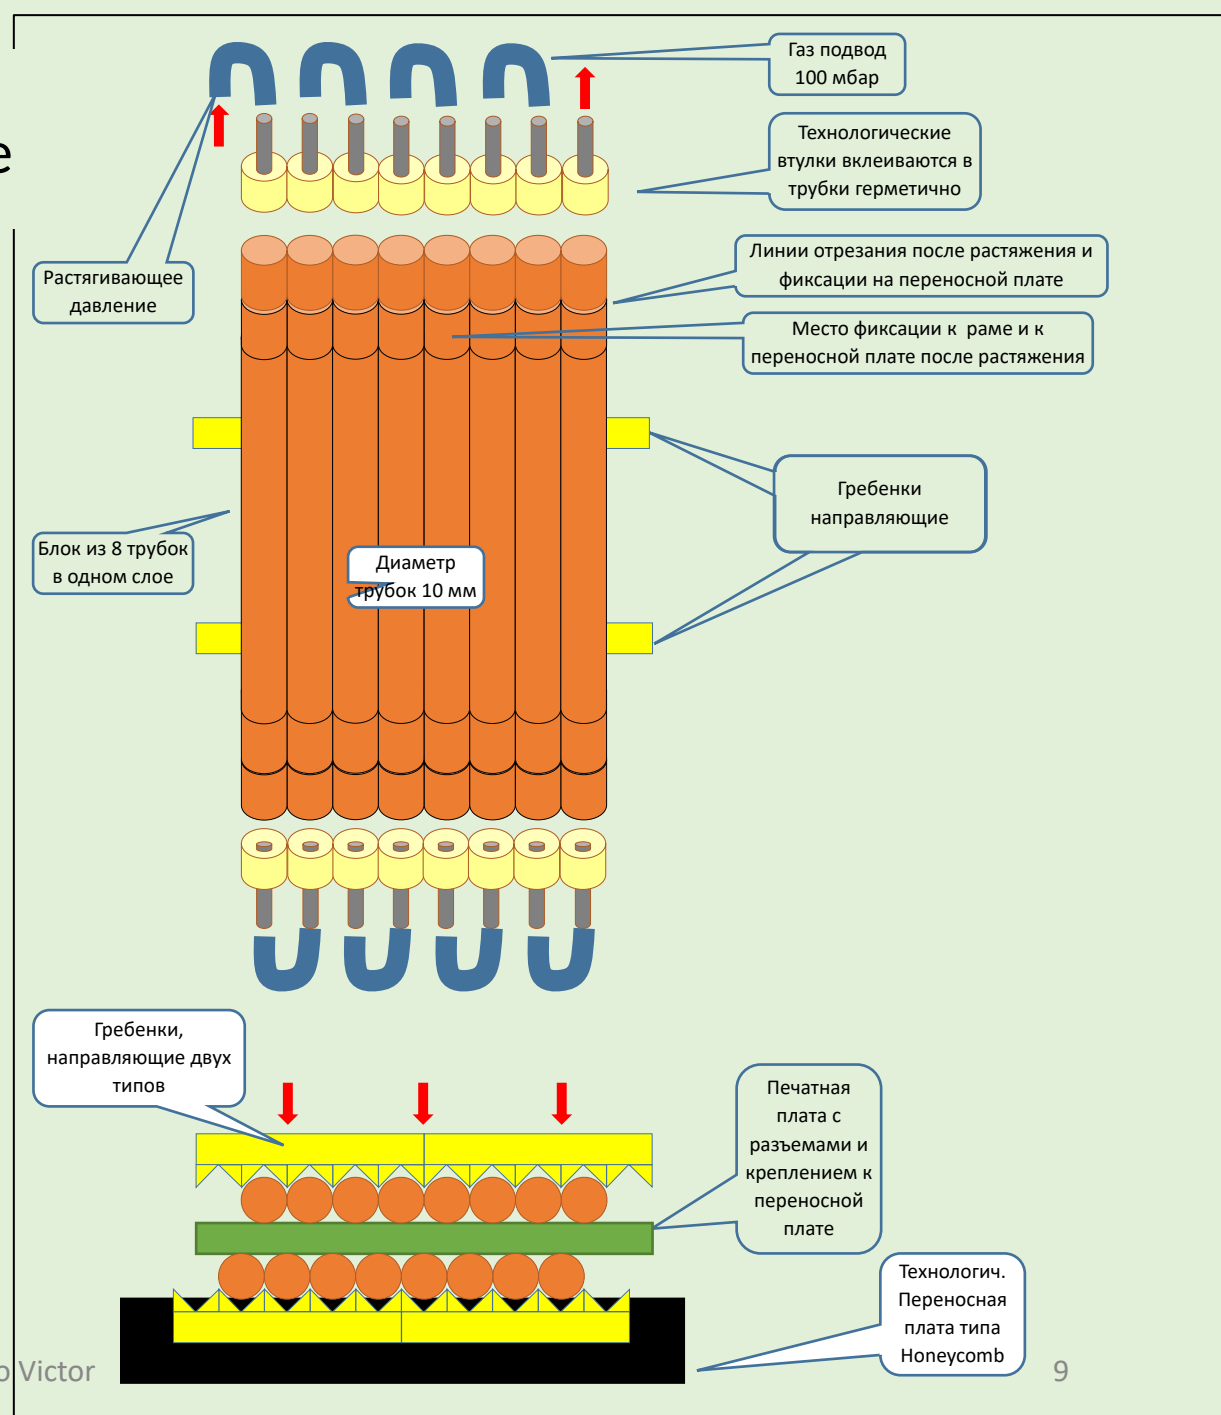 Газ подвод
100 мбар
е
Технологические
втулки вклеиваются в
трубки герметично
Растягивающее
давление
Линии отрезания после растяжения и
фиксации на переносной плате
Место фиксации к раме и к
переносной плате после растяжения
Гребенки
направляющие
Блок из 8 трубок
в одном слое
Диаметр
трубок 10 мм
Гребенки,
направляющие двух
типов
Печатная
плата с
разъемами и
креплением к
переносной
плате
Технологич.
Переносная
плата типа
Honeycomb
o Victor
9